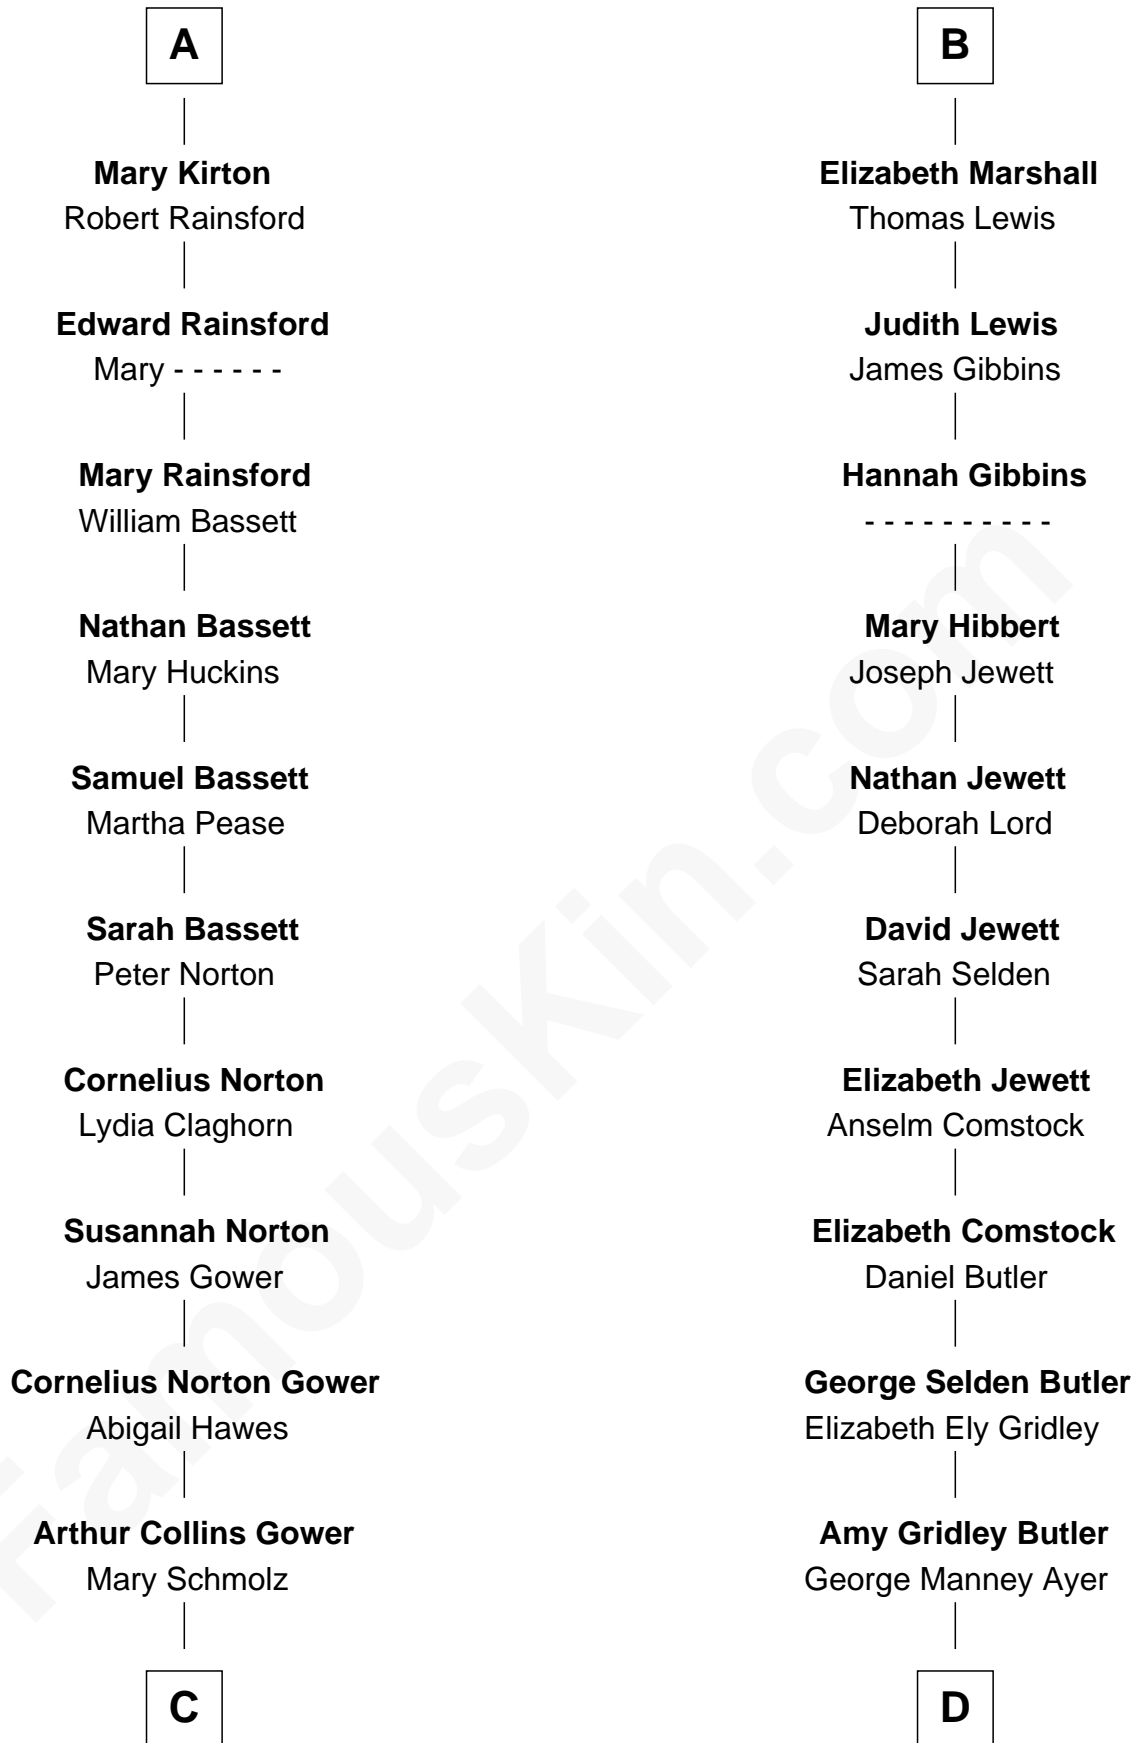 A
Mary Kirton
Robert Rainsford
Edward Rainsford
Mary - - - - - -
Mary Rainsford
William Bassett
Nathan Bassett
Mary Huckins
Samuel Bassett
Martha Pease
Sarah Bassett
Peter Norton
Cornelius Norton
Lydia Claghorn
Susannah Norton
James Gower
Cornelius Norton Gower
Abigail Hawes
Arthur Collins Gower
Mary Schmolz
C
B
Elizabeth Marshall
Thomas Lewis
Judith Lewis
James Gibbins
Hannah Gibbins
- - - - - - - - - -
Mary Hibbert
Joseph Jewett
Nathan Jewett
Deborah Lord
David Jewett
Sarah Selden
Elizabeth Jewett
Anselm Comstock
Elizabeth Comstock
Daniel Butler
George Selden Butler
Elizabeth Ely Gridley
Amy Gridley Butler
George Manney Ayer
D
FamousKin.com